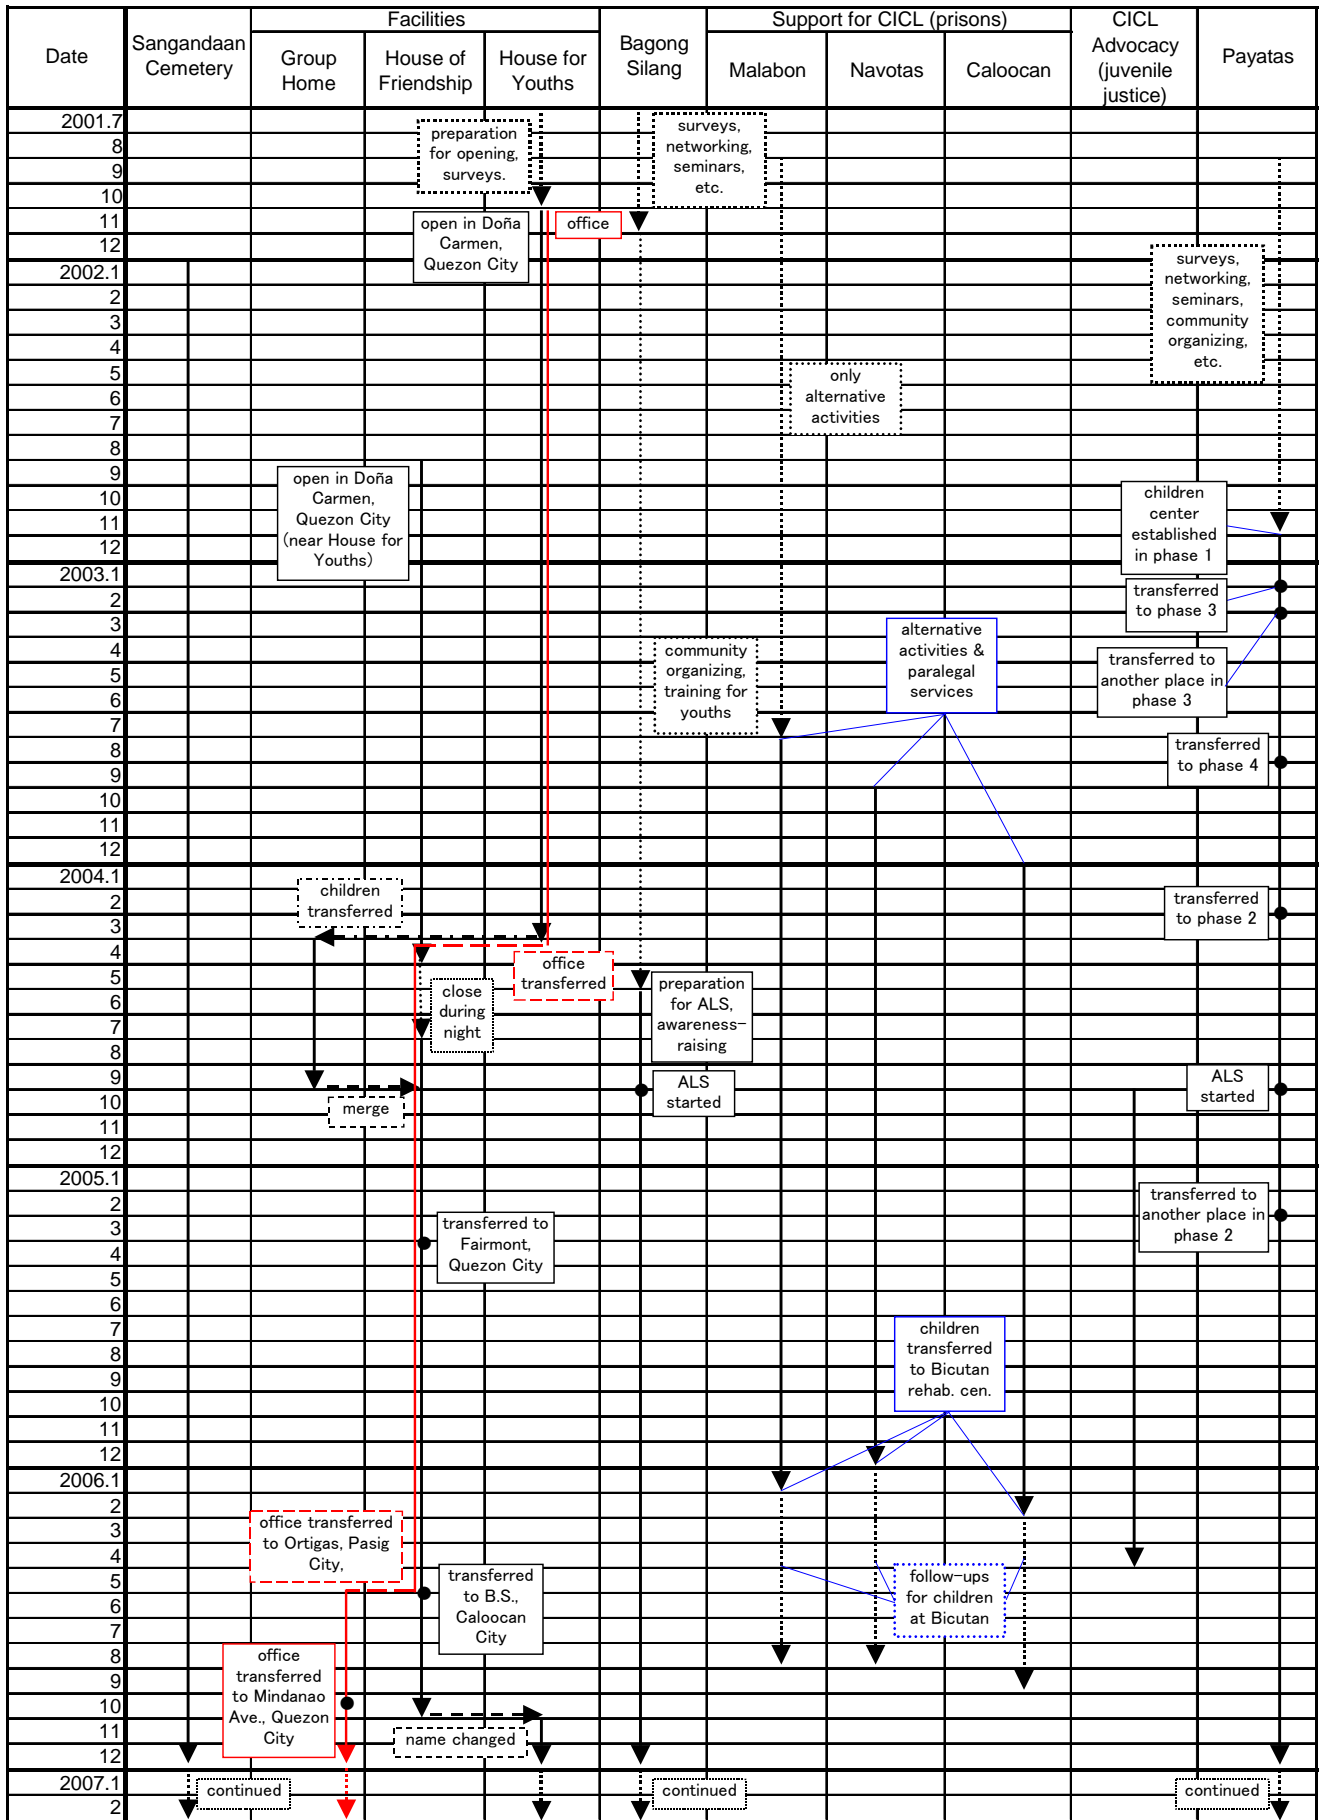 Date
Sangandaan
Cemetery
Facilities
Group
Home
House of
Friendship
House for
Youths
Bagong
Silang
Support for CICL (prisons)
Malabon
Navotas
Caloocan
CICL
Advocacy
(juvenile
justice)
Payatas
2001.7
8
9
10
11
12
2002.1
2
3
4
5
6
7
8
9
10
11
12
2003.1
2
3
4
5
6
7
8
9
10
11
12
2004.1
2
3
4
5
6
7
8
9
10
11
12
2005.1
2
3
4
5
6
7
8
9
10
11
12
2006.1
2
3
4
5
6
7
8
9
10
11
12
2007.1
2
preparation
for opening,
surveys.
surveys,
networking,
seminars,
etc.
open in Doña
Carmen,
Quezon City
office
surveys,
networking,
seminars,
community
organizing,
etc.
only
alternative
activities
open in Doña
Carmen,
Quezon City
(near House for
Youths)
children
center
established
in phase 1
transferred
to phase 3
alternative
activities &
paralegal
services
community
organizing,
training for
youths
transferred to
another place in
phase 3
transferred
to phase 4
children
transferred
transferred
to phase 2
office
transferred
close
during
night
preparation
for ALS,
awareness-
raising
ALS
started
ALS
started
merge
transferred to
another place in
phase 2
transferred to
Fairmont,
Quezon City
children
transferred
to Bicutan
rehab. cen.
office transferred
to Ortigas, Pasig
City,
transferred
to B.S.,
Caloocan
City
follow-ups
for children
at Bicutan
office
transferred
to Mindanao
Ave., Quezon
City
name changed
continued
continued
continued